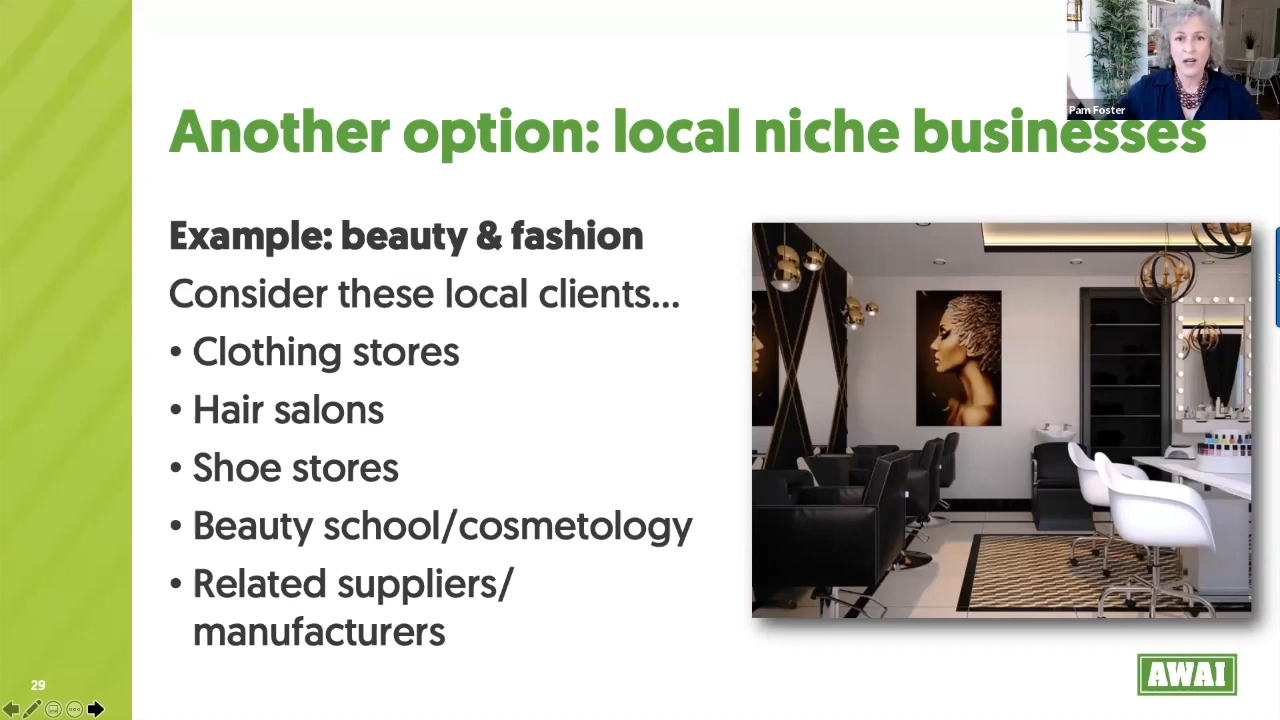 Pam Foster
Another option: local niche businesses
Example: beauty & fashion
Consider these local clients...
• Clothing stores
• Hair salons
• Shoe stores
• Beauty school/cosmetology
• Related suppliers/
manufacturers
29
AWAI